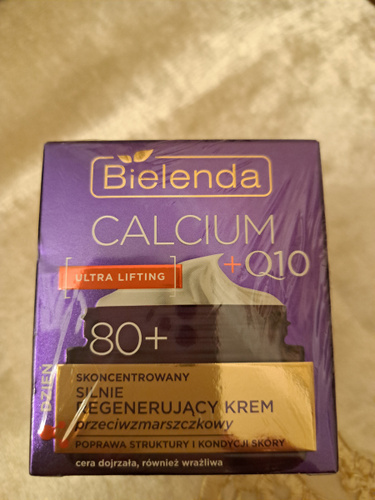 Bielenda
CALCIUM
+Q10
[ULTRA LIFTING]
80+
DZIEŃ
SKONCENTROWANY
SILNIE
REGENERUJĄCY KREM
przeciwzmarszczkowy
POPRAWA STRUKTURY I KONDYCJI SKÓRY
cera dojrzała, również wrażliwa